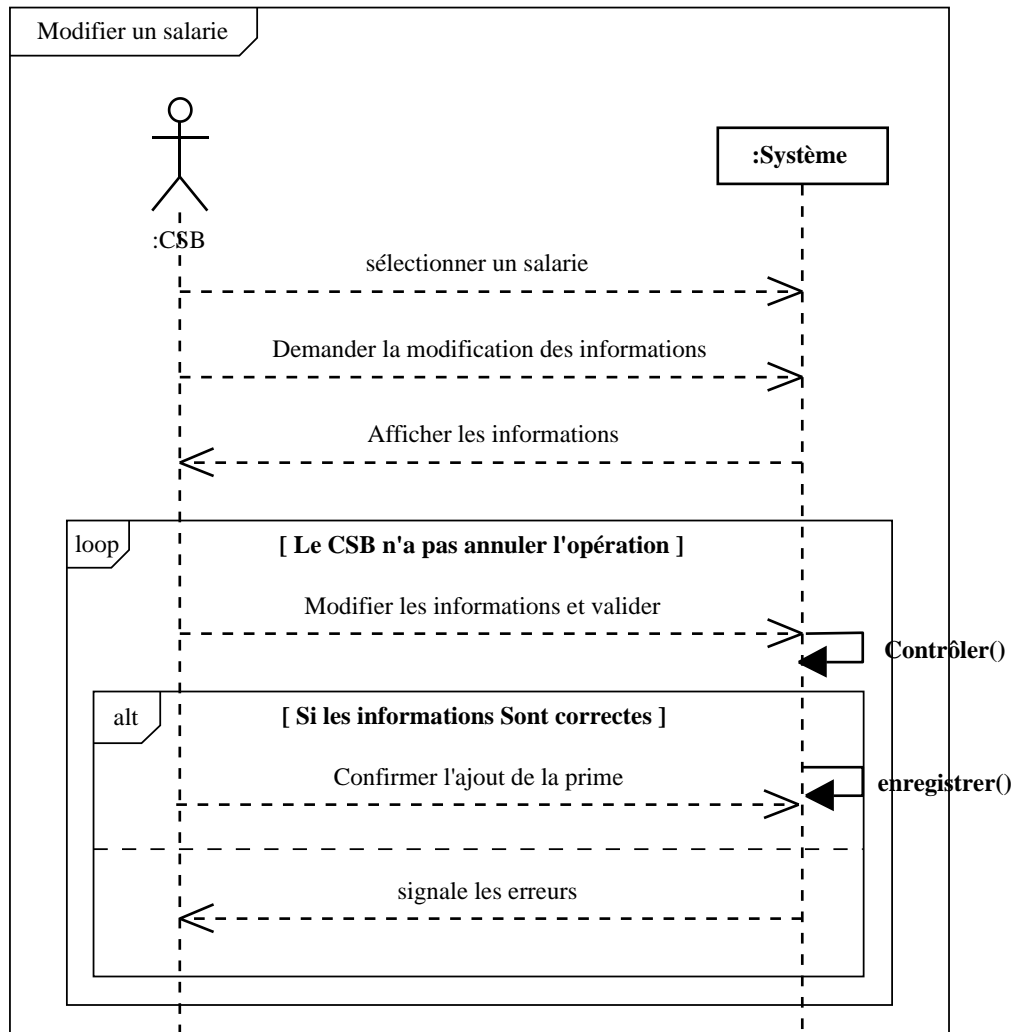 Modifier un salarie
:Système
:CSB
sélectionner un salarie
Demander la modification des informations
Afficher les informations
loop
[ Le CSB n'a pas annuler l'opération ]
Modifier les informations et valider
Contrôler()
alt
[ Si les informations Sont correctes ]
Confirmer l'ajout de la prime
enregistrer()
signale les erreurs